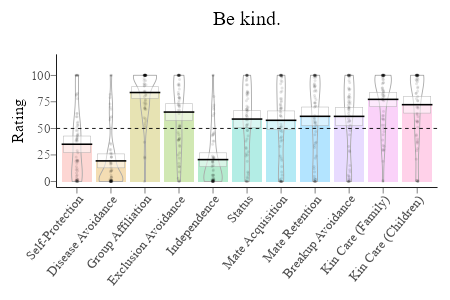 Be kind.
Rating
100
75
50
25
0
Self-Protection
Disease Avoidance
Group Affiliation
Exclusion Avoidance
Independence
Status
Mate Acquisition
Mate Retention
Breakup Avoidance
Kin Care (Family)
Kin Care (Children)